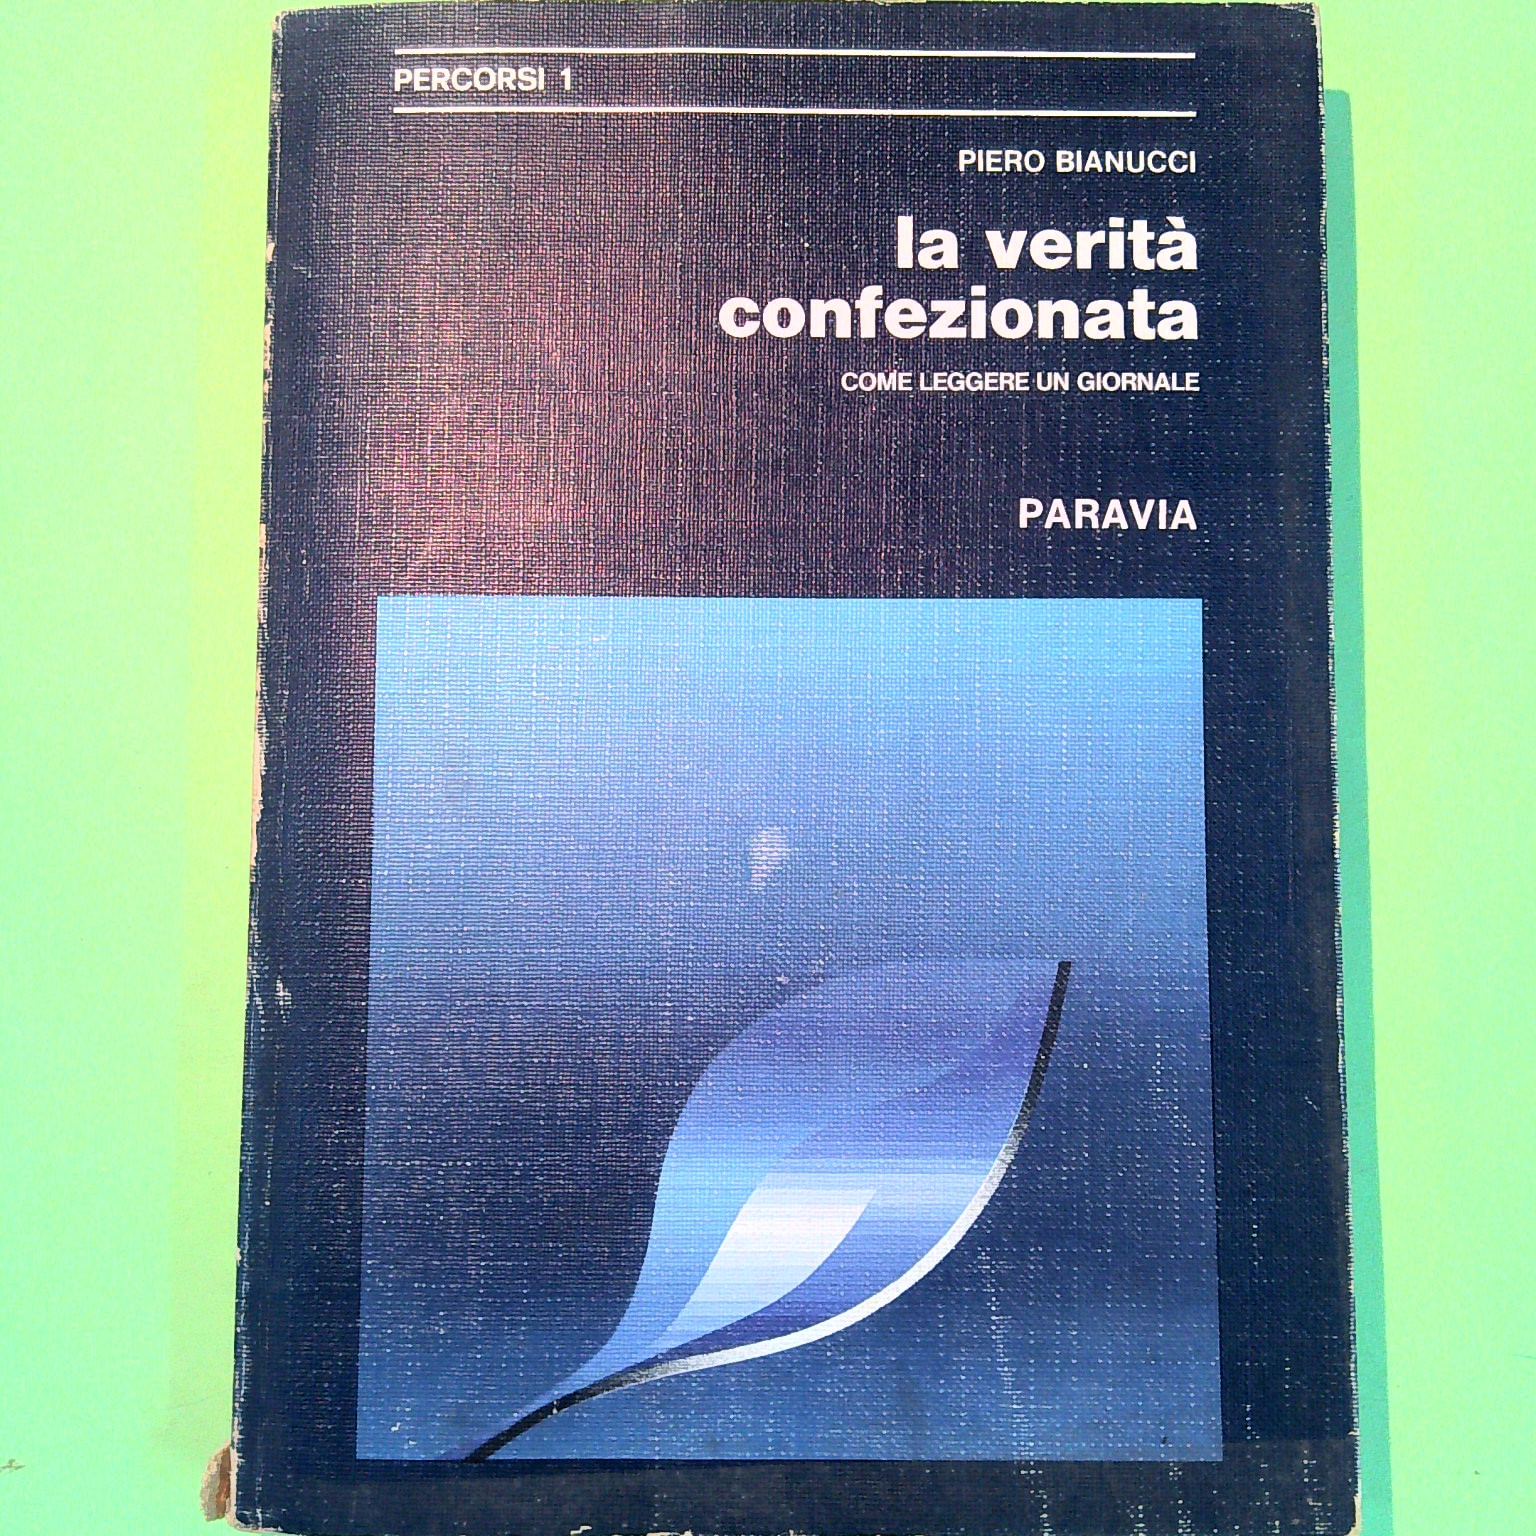 PERCORSI 1
PIERO BIANUCCI
la verità
confezionata
COME LEGGERE UN GIORNALE
PARAVIA